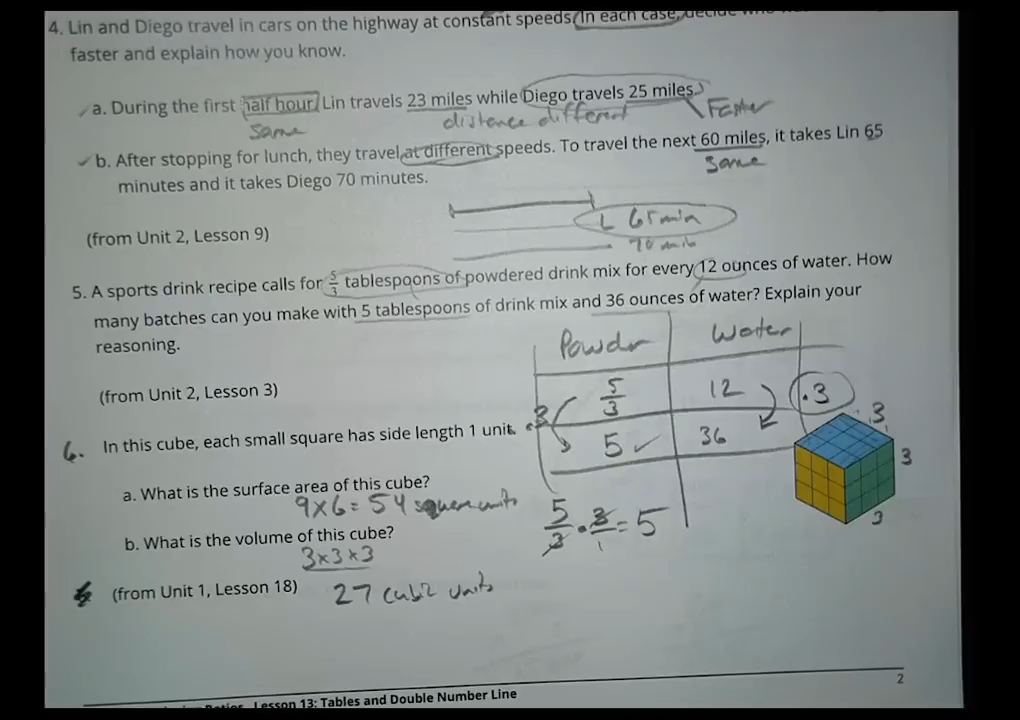 4. Lin and Diego travel in cars on the highway at constant speeds. In each case, decide who
faster and explain how you know.
a. During the first half hour, Lin travels 23 miles while Diego travels 25 miles.
Same
distance different
Faster
b. After stopping for lunch, they travel at different speeds. To travel the next 60 miles, it takes Lin 65
Same
minutes and it takes Diego 70 minutes.
L 65 min
70 min
(from Unit 2, Lesson 9)
5. A sports drink recipe calls for 5/3 tablespoons of powdered drink mix for every 12 ounces of water. How
many batches can you make with 5 tablespoons of drink mix and 36 ounces of water? Explain your
reasoning.
Powdr Water
(from Unit 2, Lesson 3)
5/3 12 .3
.3
5 ✓ 36
6. In this cube, each small square has side length 1 unit.
3
3
3
a. What is the surface area of this cube?
9x6 = 54 square units
5/3 • 3/1 = 5
b. What is the volume of this cube?
3x3x3
(from Unit 1, Lesson 18)
27 cubic units
2
Lesson 13: Tables and Double Number Line